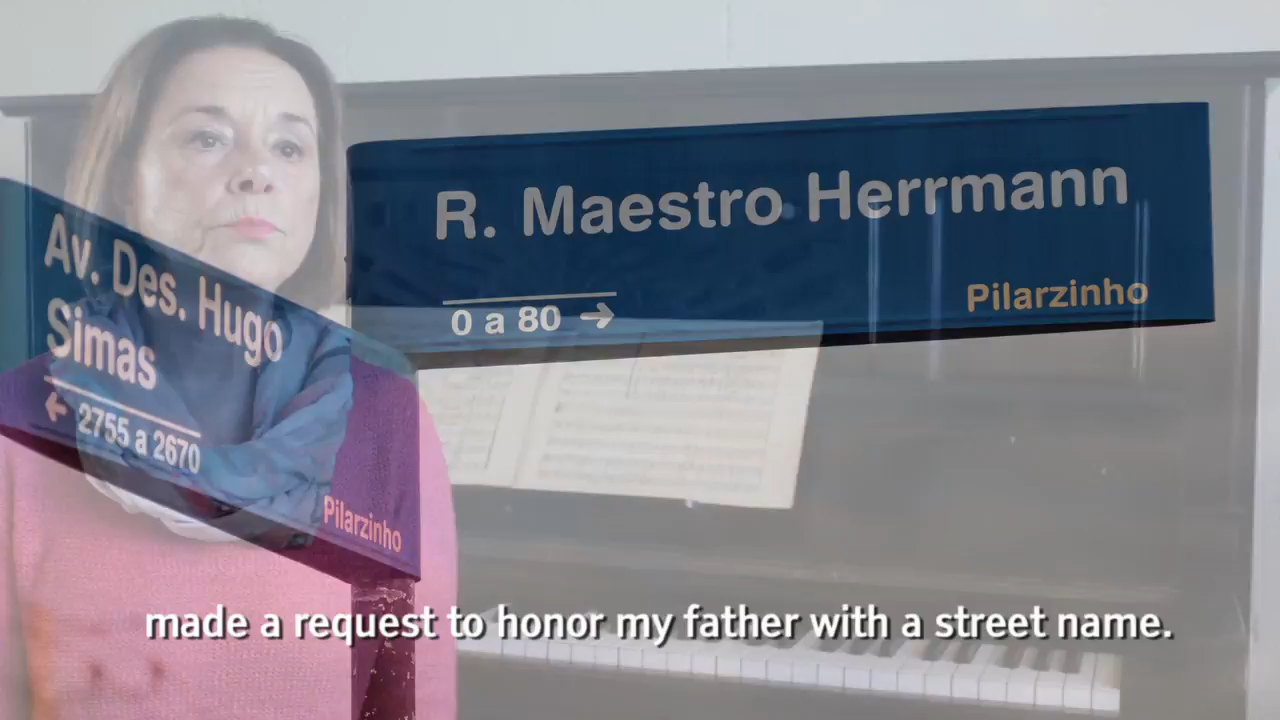 R. Maestro Herrmann
0 a 80 →
Pilarzinho
Av. Des. Hugo
Simas
← 2755 a 2670
Pilarzinho
made a request to honor my father with a street name.